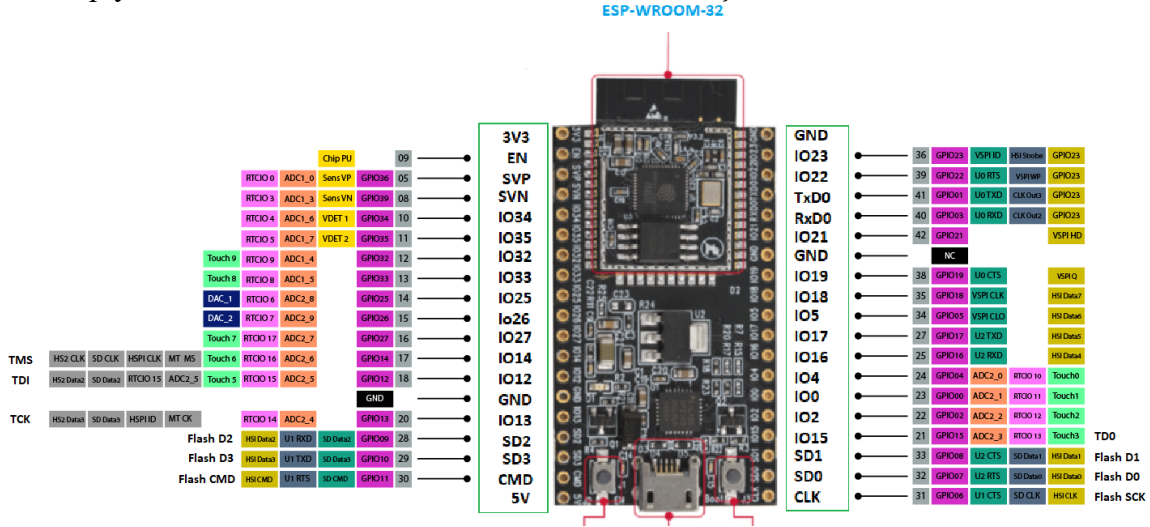 ESP-WROOM-32
3V3
Chip PU 09 EN
RTCIO 0 ADC1_0 Sens VP GPIO36 05 SVP
RTCIO 3 ADC1_3 Sens VN GPIO39 08 SVN
RTCIO 4 ADC1_6 VDET 1 GPIO34 10 IO34
RTCIO 5 ADC1_7 VDET 2 GPIO35 11 IO35
Touch 9 RTCIO 9 ADC1_4 GPIO32 12 IO32
Touch 8 RTCIO 8 ADC1_5 GPIO33 13 IO33
DAC_1 RTCIO 6 ADC2_8 GPIO25 14 IO25
DAC_2 RTCIO 7 ADC2_9 GPIO26 15 Io26
Touch 7 RTCIO 17 ADC2_7 GPIO27 16 IO27
TMS HS2 CLK SD CLK HSPI CLK MT MS Touch 6 RTCIO 16 ADC2_6 GPIO14 17 IO14
TDI HS2 Data2 SD Data2 RTCIO 15 ADC2_5 Touch 5 RTCIO 15 ADC2_5 GPIO12 18 IO12
GND GND
TCK HS2 Data3 SD Data3 HSPI ID MT CK RTCIO 14 ADC2_4 GPIO13 20 IO13
Flash D2 HSI Data2 U1 RXD SD Data2 GPIO09 28 SD2
Flash D3 HSI Data3 U1 TXD SD Data3 GPIO10 29 SD3
Flash CMD HSI CMD U1 RTS SD CMD GPIO11 30 CMD
5V
GND
IO23 36 GPIO23 VSPI ID HSI Strobe GPIO23
IO22 39 GPIO22 U0 RTS VSPI WP GPIO23
TxD0 41 GPIO01 U0 TXD CLK Out3 GPIO23
RxD0 40 GPIO03 U0 RXD CLK Out2 GPIO23
IO21 42 GPIO21 VSPI HD
GND NC
IO19 38 GPIO19 U0 CTS VSPI Q
IO18 35 GPIO18 VSPI CLK HSI Data7
IO5 34 GPIO05 VSPI CLO HSI Data6
IO17 27 GPIO17 U2 TXD HSI Data5
IO16 25 GPIO16 U2 RXD HSI Data4
IO4 24 GPIO04 ADC2_0 RTCIO 10 Touch0
IO0 23 GPIO00 ADC2_1 RTCIO 11 Touch1
IO2 22 GPIO02 ADC2_2 RTCIO 12 Touch2
IO15 21 GPIO15 ADC2_3 RTCIO 13 Touch3 TD0
SD1 33 GPIO08 U2 CTS SD Data1 HSI Data1 Flash D1
SD0 32 GPIO07 U2 RTS SD Data0 HSI Data0 Flash D0
CLK 31 GPIO06 U1 CTS SD CLK HSI CLK Flash SCK